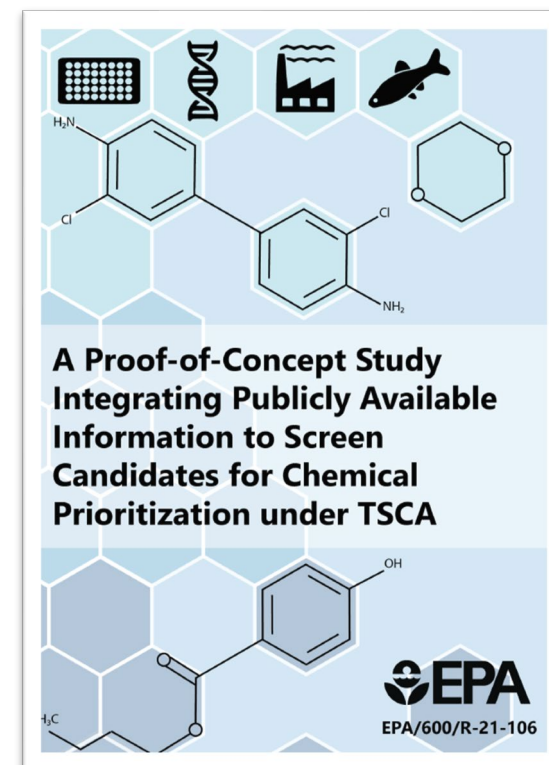 H₂N
Cl
Cl
NH₂
A Proof-of-Concept Study
Integrating Publicly Available
Information to Screen
Candidates for Chemical
Prioritization under TSCA
OH
O
H₃C
O
EPA
EPA/600/R-21-106